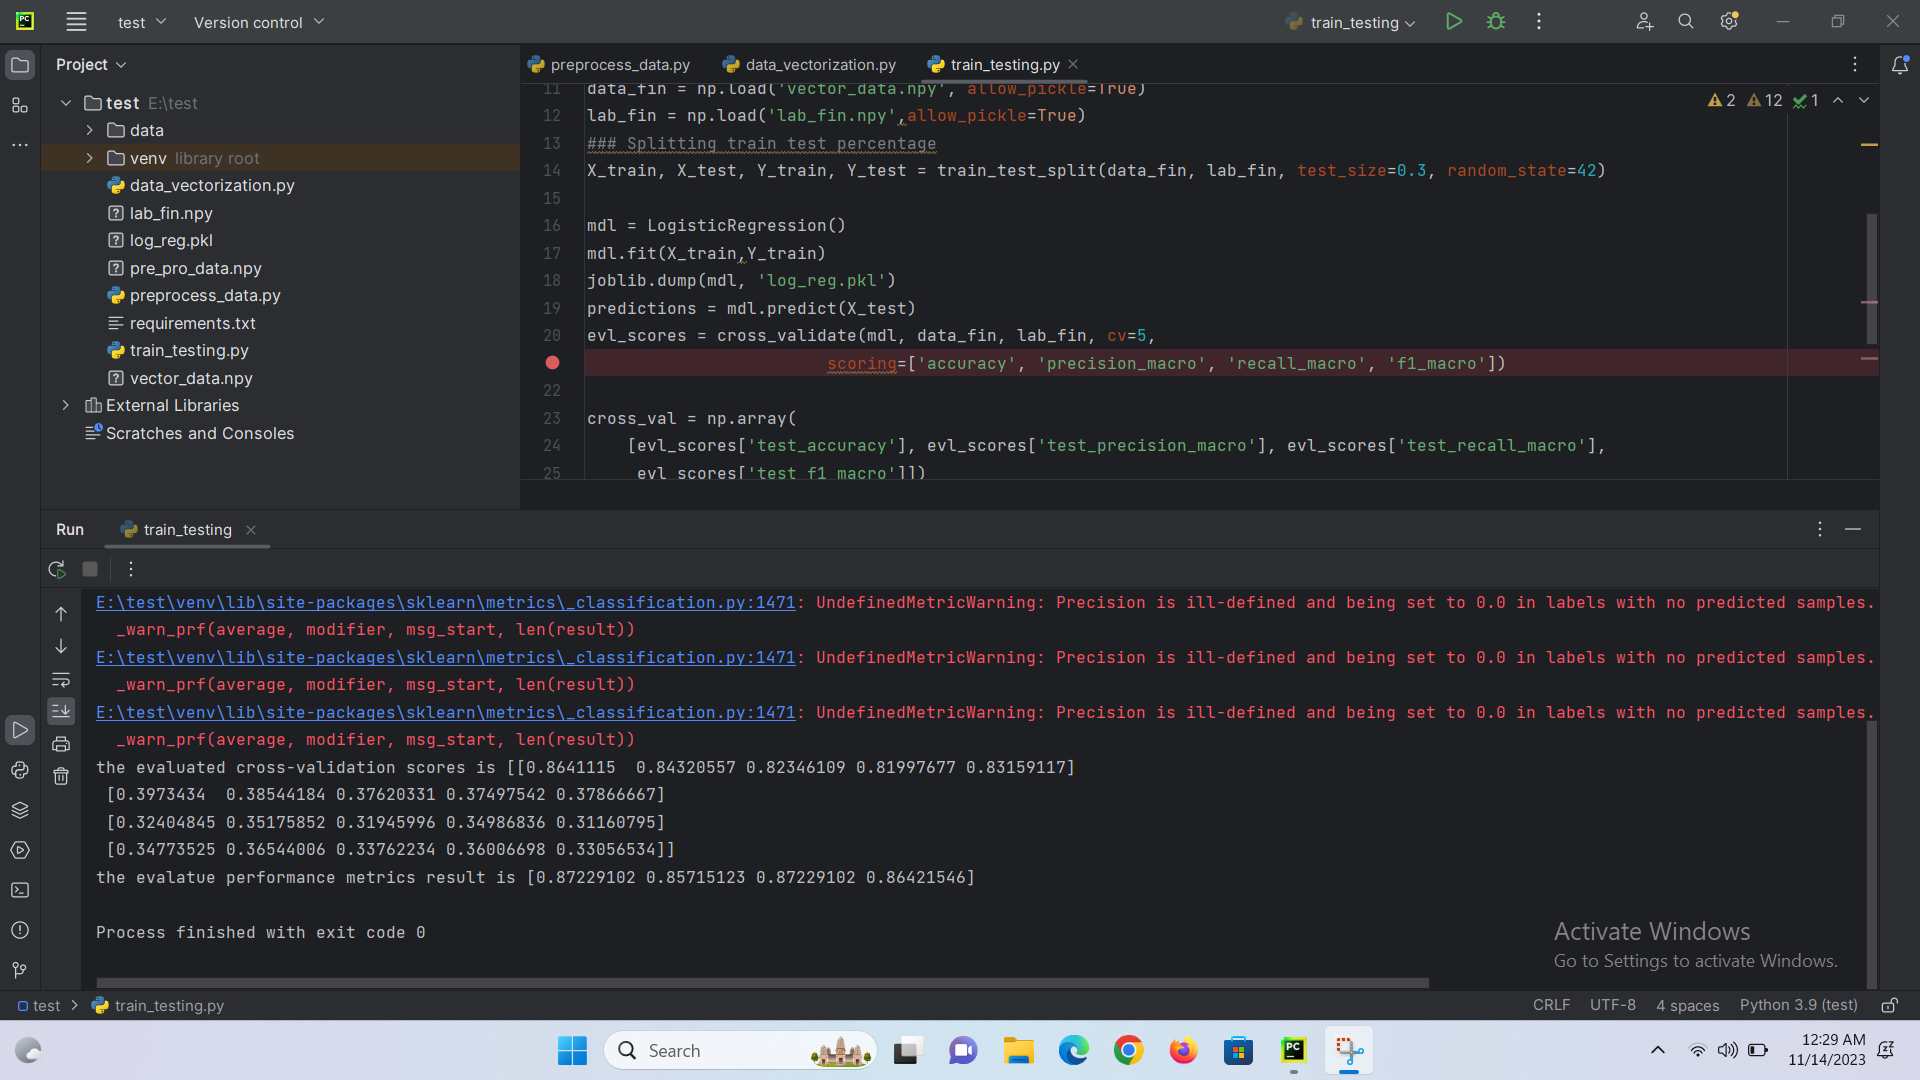 test
Version control
train_testing
Project
preprocess_data.py
data_vectorization.py
train_testing.py
test E:\test
data
venv library root
data_vectorization.py
lab_fin.npy
log_reg.pkl
pre_pro_data.npy
preprocess_data.py
requirements.txt
train_testing.py
vector_data.npy
External Libraries
Scratches and Consoles
2 12 1
11 data_fin = np.load('vector_data.npy', allow_pickle=True)
12 lab_fin = np.load('lab_fin.npy',allow_pickle=True)
13 ### Splitting train test percentage
14 X_train, X_test, Y_train, Y_test = train_test_split(data_fin, lab_fin, test_size=0.3, random_state=42)
15
16 mdl = LogisticRegression()
17 mdl.fit(X_train,Y_train)
18 joblib.dump(mdl, 'log_reg.pkl')
19 predictions = mdl.predict(X_test)
20 evl_scores = cross_validate(mdl, data_fin, lab_fin, cv=5,
scoring=['accuracy', 'precision_macro', 'recall_macro', 'f1_macro'])
22
23 cross_val = np.array(
24 [evl_scores['test_accuracy'], evl_scores['test_precision_macro'], evl_scores['test_recall_macro'],
25 evl_scores['test_f1_macro']])
Run
train_testing
E:\test\venv\lib\site-packages\sklearn\metrics\_classification.py:1471: UndefinedMetricWarning: Precision is ill-defined and being set to 0.0 in labels with no predicted samples.
_warn_prf(average, modifier, msg_start, len(result))
E:\test\venv\lib\site-packages\sklearn\metrics\_classification.py:1471: UndefinedMetricWarning: Precision is ill-defined and being set to 0.0 in labels with no predicted samples.
_warn_prf(average, modifier, msg_start, len(result))
E:\test\venv\lib\site-packages\sklearn\metrics\_classification.py:1471: UndefinedMetricWarning: Precision is ill-defined and being set to 0.0 in labels with no predicted samples.
_warn_prf(average, modifier, msg_start, len(result))
the evaluated cross-validation scores is [[0.8641115  0.84320557 0.82346109 0.81997677 0.83159117]
[0.3973434  0.38544184 0.37620331 0.37497542 0.37866667]
[0.32404845 0.35175852 0.31945996 0.34986836 0.31160795]
[0.34773525 0.36544006 0.33762234 0.36006698 0.33056534]]
the evalatue performance metrics result is [0.87229102 0.85715123 0.87229102 0.86421546]
Process finished with exit code 0
Activate Windows
Go to Settings to activate Windows.
test > train_testing.py
CRLF UTF-8 4 spaces Python 3.9 (test)
Search
12:29 AM
11/14/2023